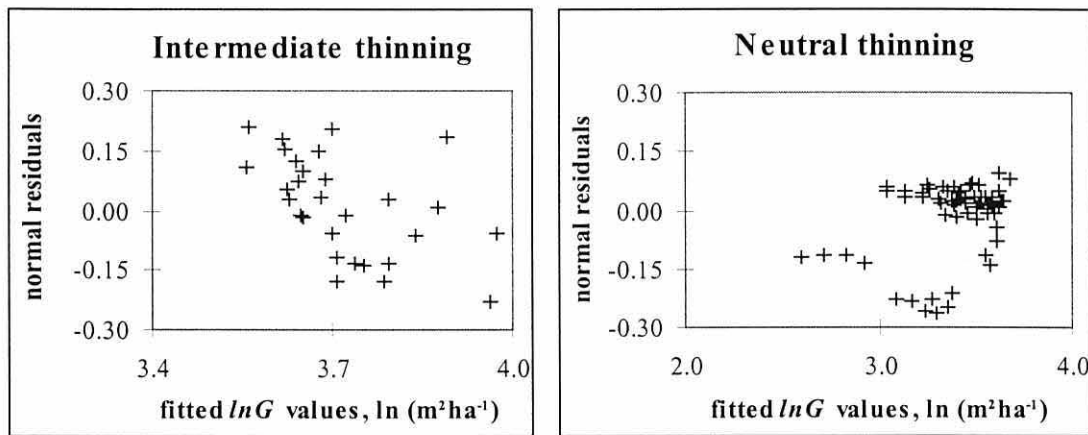 Intermediate thinning
0.30
0.15
0.00
-0.15
-0.30
normal residuals
3.4
3.7
4.0
fitted lnG values, ln (m²ha⁻¹)
Neutral thinning
0.30
0.15
0.00
-0.15
-0.30
normal residuals
2.0
3.0
4.0
fitted lnG values, ln (m²ha⁻¹)